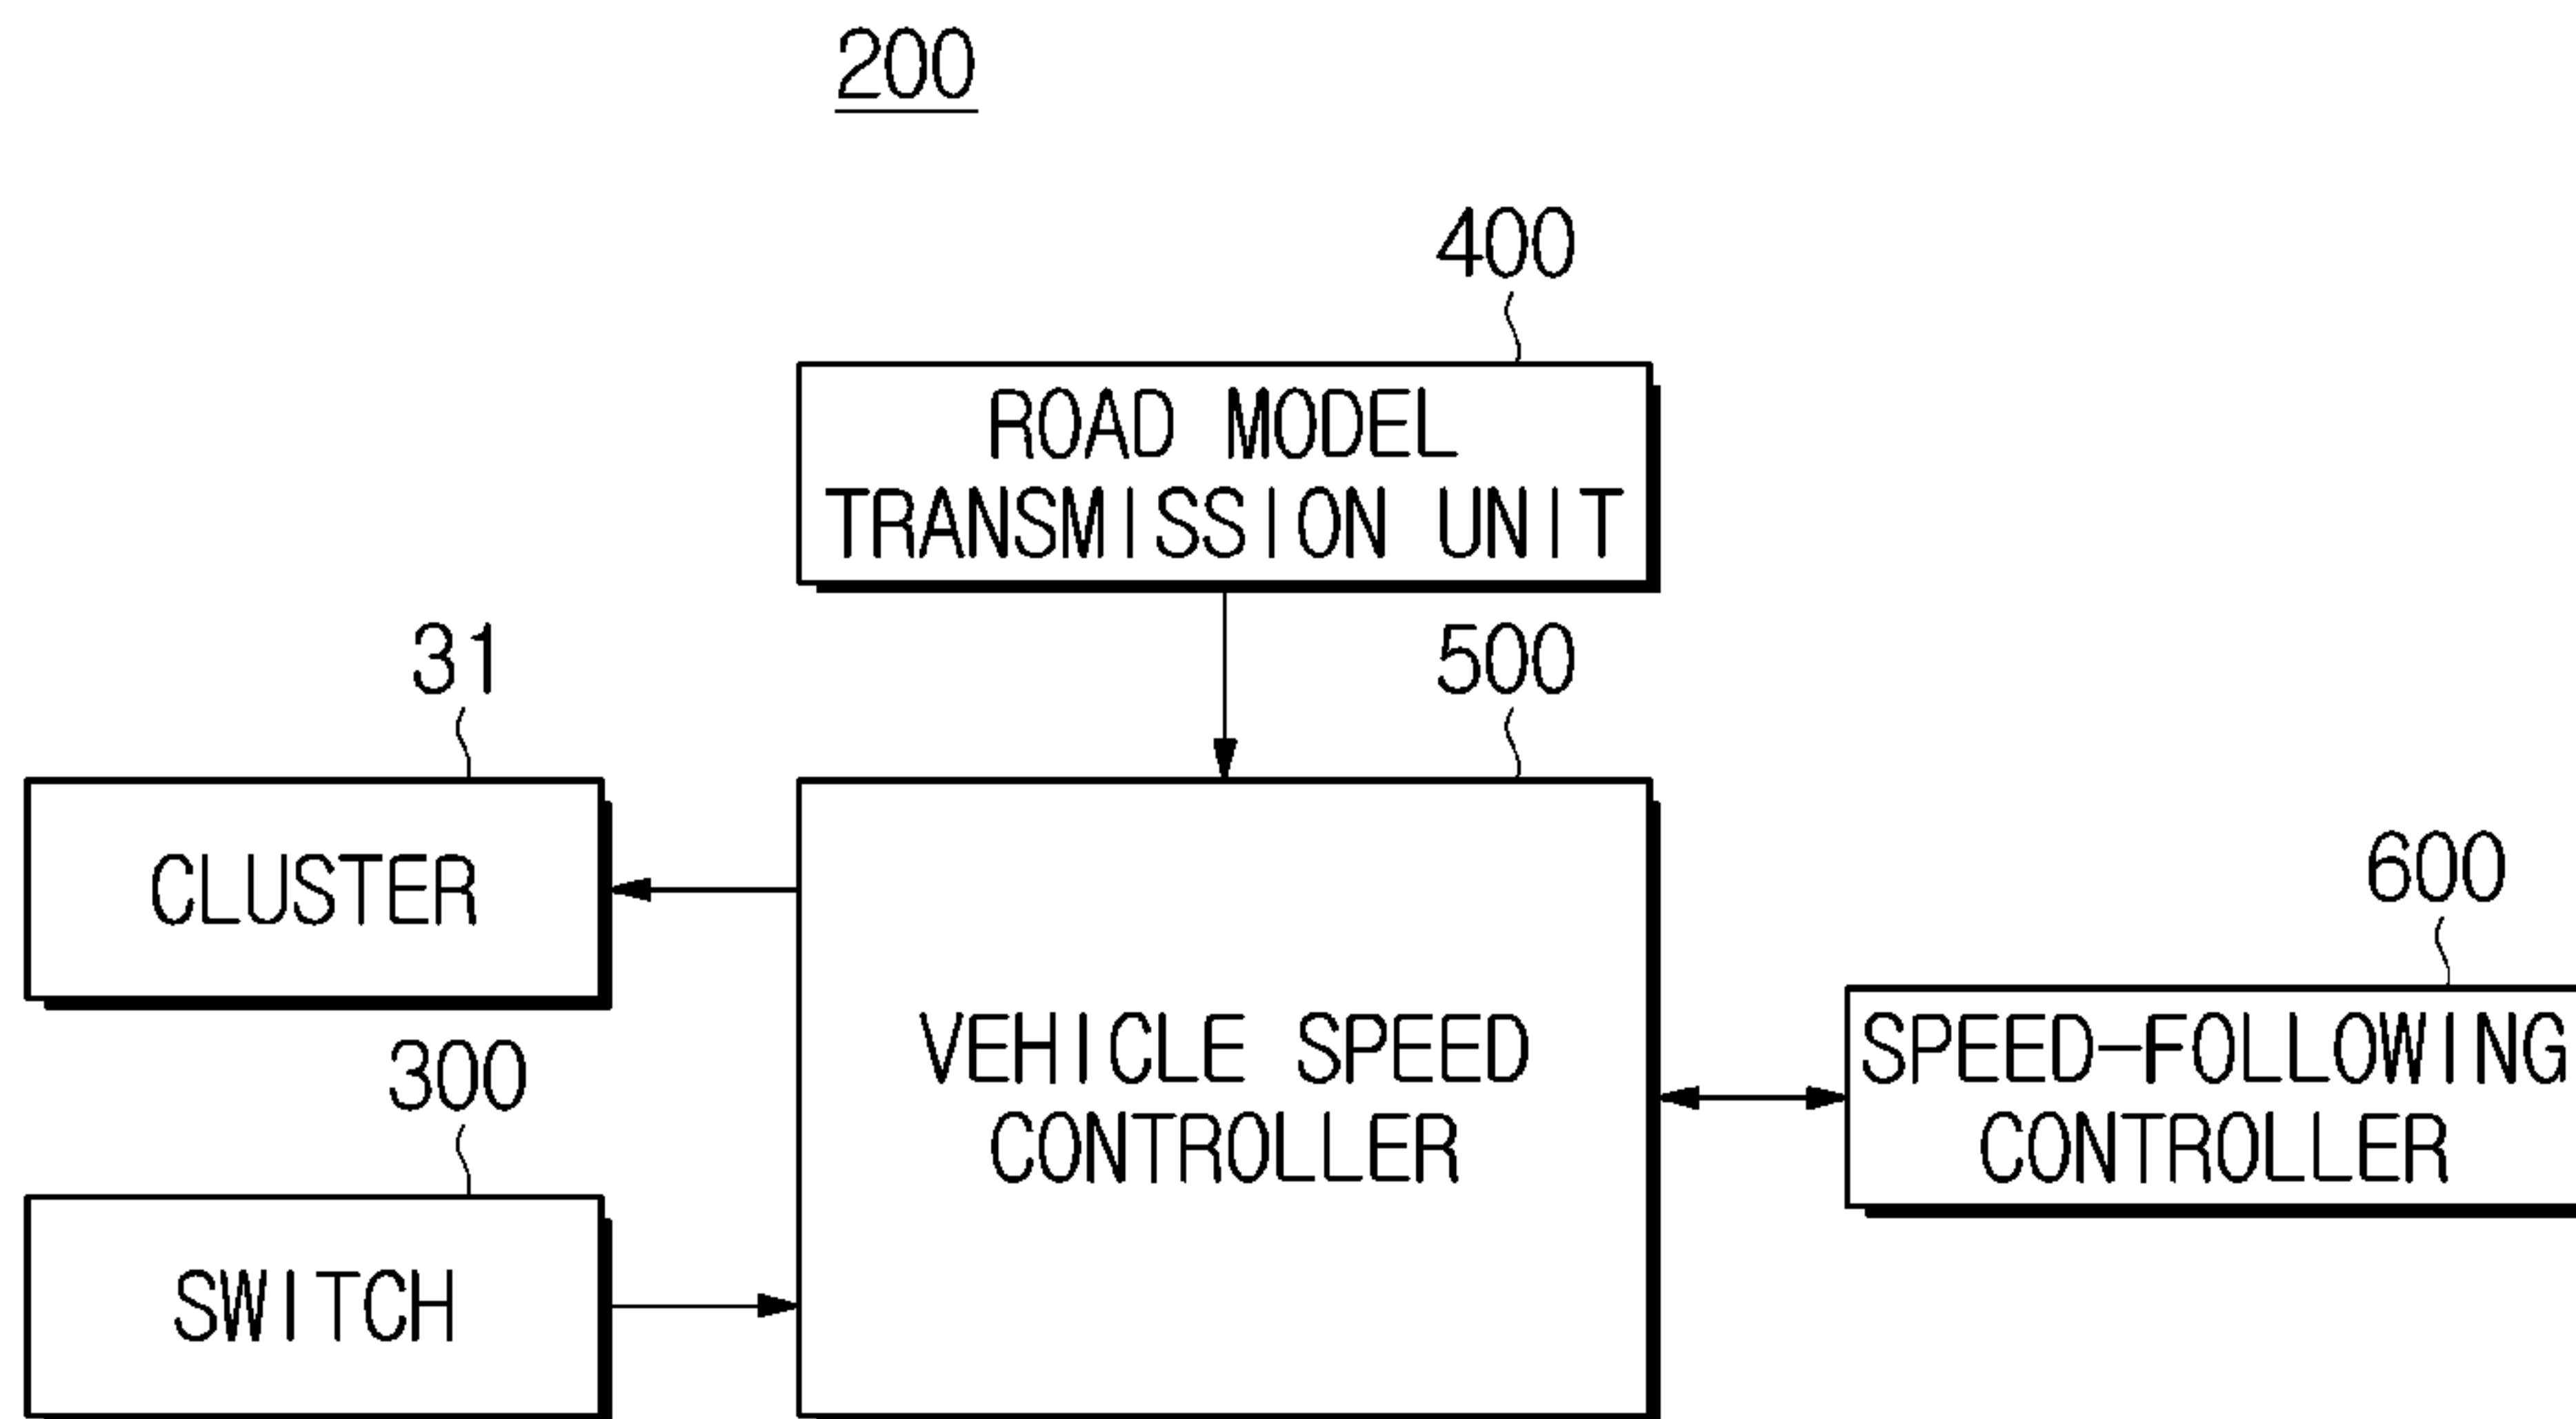 200
400
ROAD MODEL
TRANSMISSION UNIT
31
500
CLUSTER
600
300
VEHICLE SPEED
CONTROLLER
SPEED-FOLLOWING
CONTROLLER
SWITCH